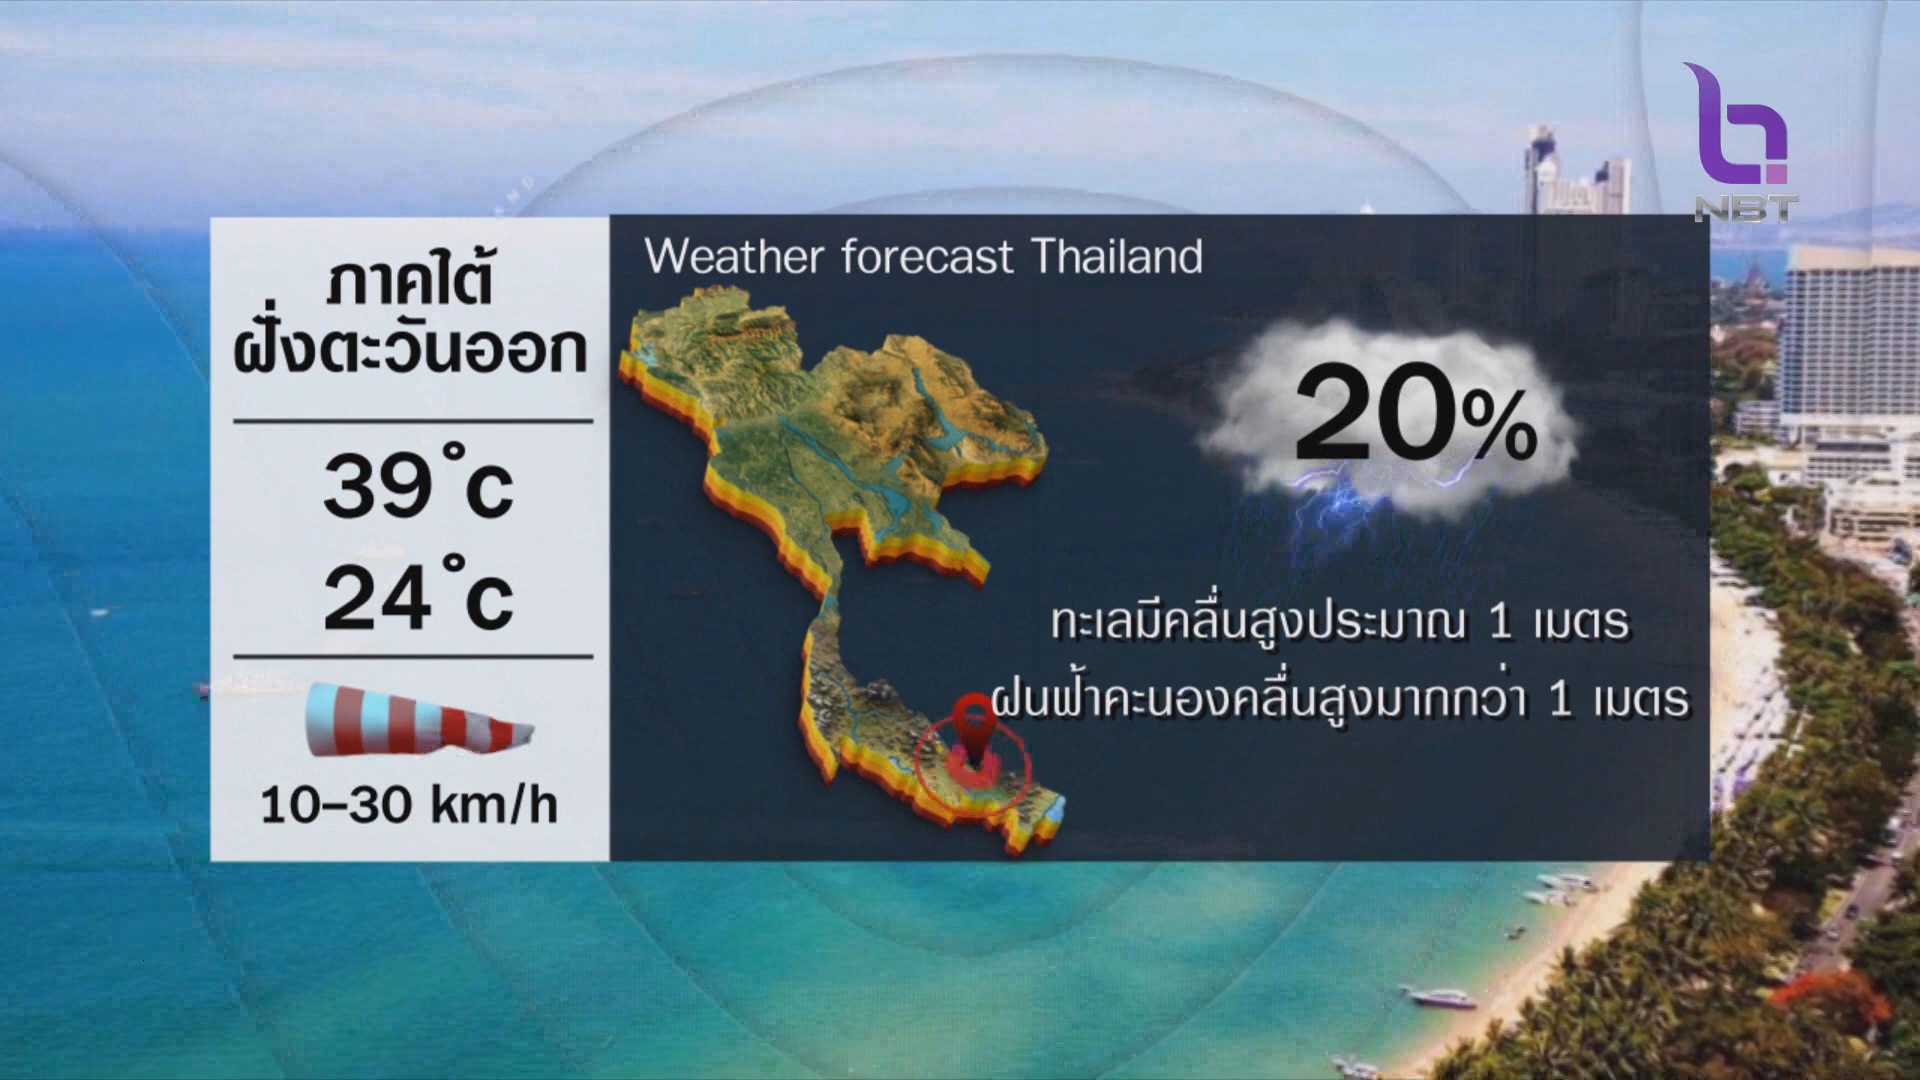 NBT
ภาคใต้
ฝั่งตะวันออก
39°c
24°c
10–30 km/h
Weather forecast Thailand
20%
ทะเลมีคลื่นสูงประมาณ 1 เมตร
ฝนฟ้าคะนองคลื่นสูงมากกว่า 1 เมตร